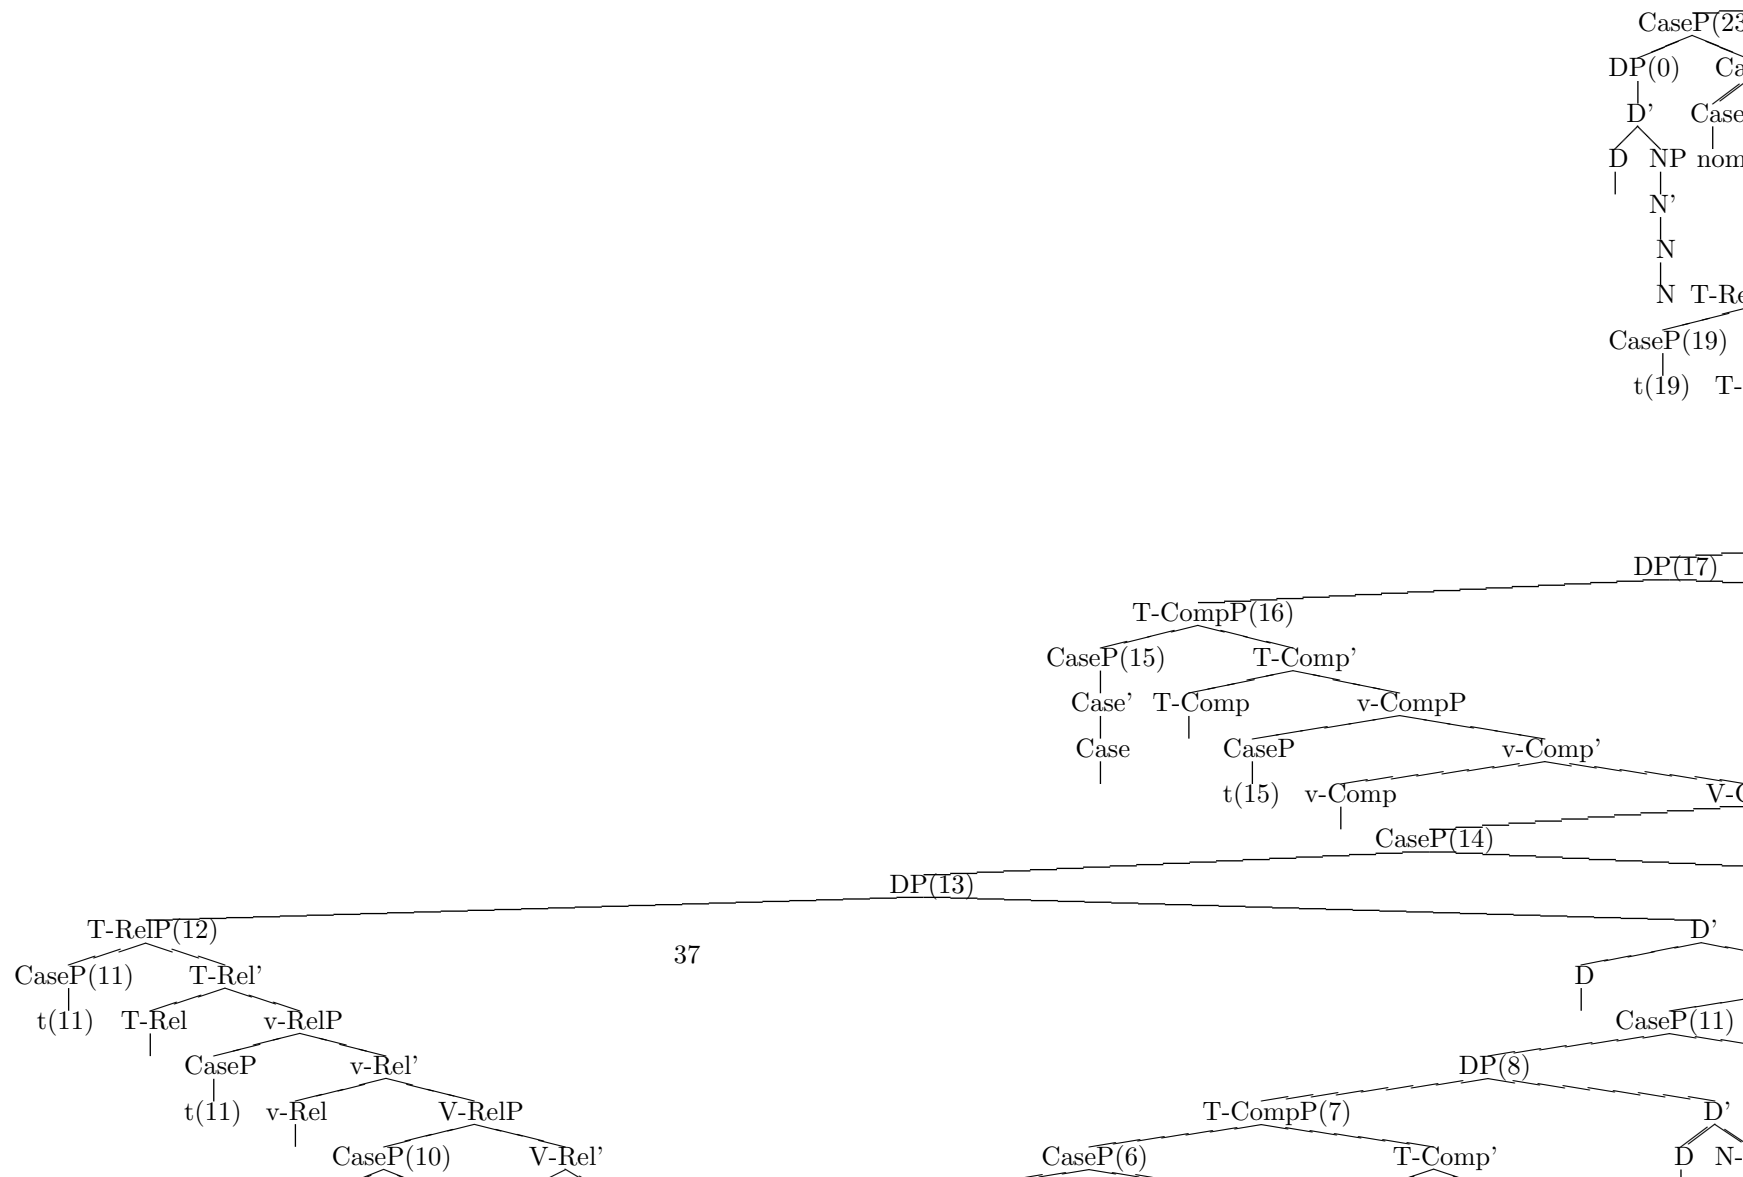 CaseP(23
DP(0) Ca
D' Case
D NP nom
N'
N
N T-Re
CaseP(19)
t(19) T-
DP(17)
T-CompP(16)
CaseP(15) T-Comp'
Case' T-Comp v-CompP
Case CaseP v-Comp'
t(15) v-Comp V-C
CaseP(14)
DP(13)
T-RelP(12) D'
37
CaseP(11) T-Rel' D
t(11) T-Rel v-RelP CaseP(11)
CaseP v-Rel' DP(8)
t(11) v-Rel V-RelP T-CompP(7) D'
CaseP(10) V-Rel' CaseP(6) T-Comp' D N-